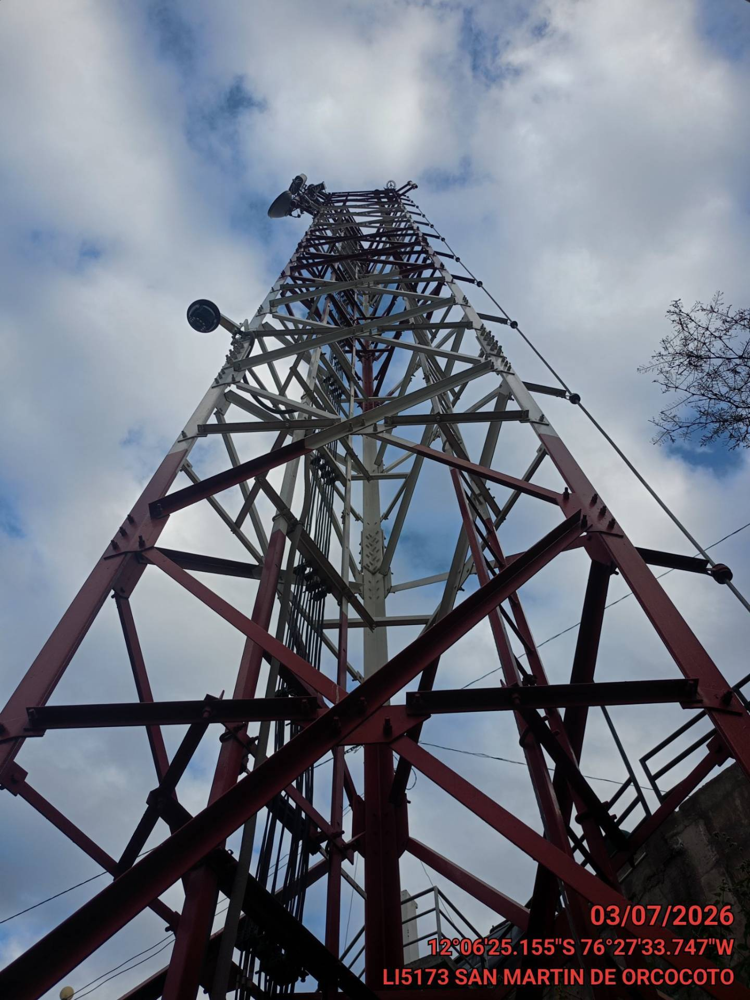 03/07/2026
12°06'25.155"S 76°27'33.747"W
LI5173 SAN MARTIN DE ORCOCOTO